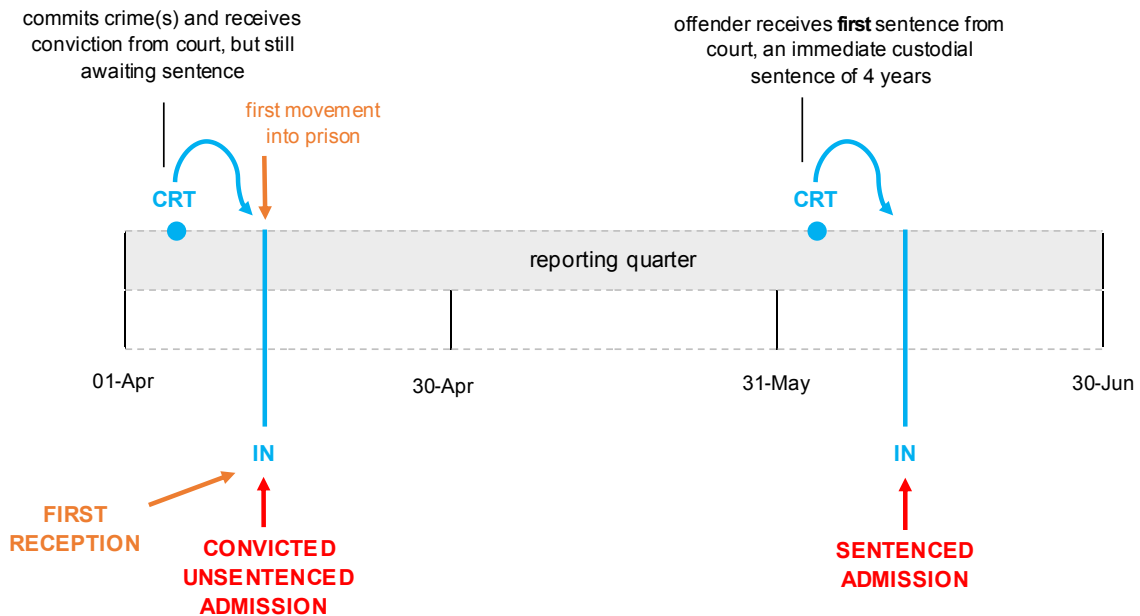 commits crime(s) and receives
conviction from court, but still
awaiting sentence
offender receives first sentence from
court, an immediate custodial
sentence of 4 years
first movement
into prison
CRT
CRT
reporting quarter
01-Apr
30-Apr
31-May
30-Jun
IN
IN
FIRST
RECEPTION
CONVICTED
UNSENTENCED
ADMISSION
SENTENCED
ADMISSION